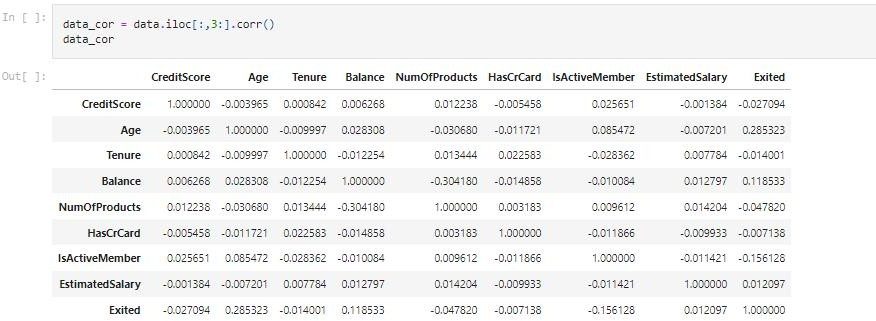 In [ ]: data_cor = data.iloc[:,3:].corr()
data_cor
Out[ ]:
CreditScore Age Tenure Balance NumOfProducts HasCrCard IsActiveMember EstimatedSalary Exited
CreditScore 1.000000 -0.003965 0.000842 0.006268 0.012238 -0.005458 0.025651 -0.001384 -0.027094
Age -0.003965 1.000000 -0.009997 0.028308 -0.030680 -0.011721 0.085472 -0.007201 0.285323
Tenure 0.000842 -0.009997 1.000000 -0.012254 0.013444 0.022583 -0.028362 0.007784 -0.014001
Balance 0.006268 0.028308 -0.012254 1.000000 -0.304180 -0.014858 -0.010084 0.012797 0.118533
NumOfProducts 0.012238 -0.030680 0.013444 -0.304180 1.000000 0.003183 0.009612 0.014204 -0.047820
HasCrCard -0.005458 -0.011721 0.022583 -0.014858 0.003183 1.000000 -0.011866 -0.009933 -0.007138
IsActiveMember 0.025651 0.085472 -0.028362 -0.010084 0.009612 -0.011866 1.000000 -0.011421 -0.156128
EstimatedSalary -0.001384 -0.007201 0.007784 0.012797 0.014204 -0.009933 -0.011421 1.000000 0.012097
Exited -0.027094 0.285323 -0.014001 0.118533 -0.047820 -0.007138 -0.156128 0.012097 1.000000